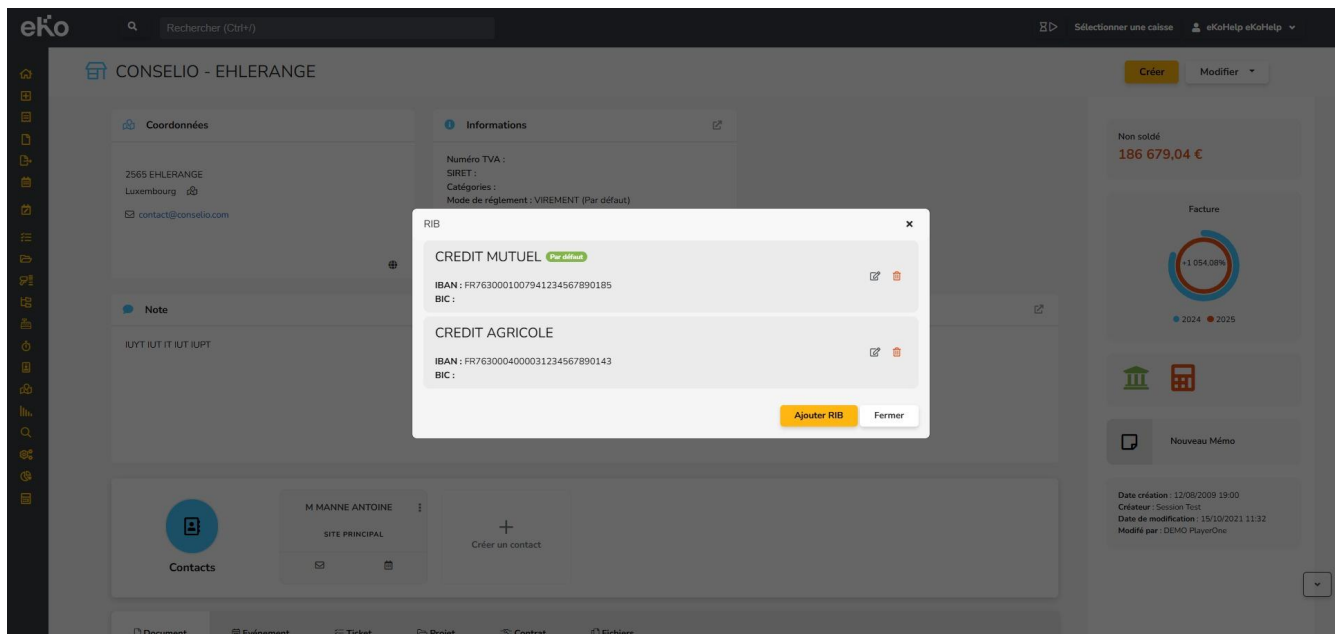 eKo
Rechercher (Ctrl+/)
Sélectionner une caisse
eKoHelp eKoHelp
CONSELIO - EHLERANGE
Créer
Modifier
Coordonnées
2565 EHLERANGE
Luxembourg
contact@conselio.com
Informations
Numéro TVA :
SIRET :
Catégories :
Mode de réglement : VIREMENT (Par défaut)
Non soldé
186 679,04 €
Facture
+1 054,08%
2024
2025
RIB
CREDIT MUTUEL Par défaut
IBAN : FR7630001007941234567890185
BIC :
CREDIT AGRICOLE
IBAN : FR7630004000031234567890143
BIC :
Ajouter RIB
Fermer
Note
IUYT IUT IT IUT IUPT
Nouveau Mémo
Date création : 12/08/2009 19:00
Créateur : Session Test
Date de modification : 15/10/2021 11:32
Modifé par : DEMO PlayerOne
Contacts
M MANNE ANTOINE
SITE PRINCIPAL
Créer un contact
Document
Evénement
Ticket
Projet
Contrat
Fichiers